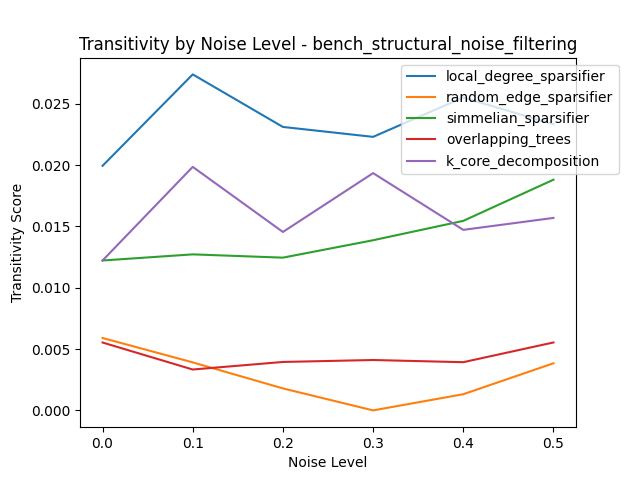 Transitivity by Noise Level - bench_structural_noise_filtering
local_degree_sparsifier
random_edge_sparsifier
simmelian_sparsifier
overlapping_trees
k_core_decomposition
Transitivity Score
0.025
0.020
0.015
0.010
0.005
0.000
0.0 0.1 0.2 0.3 0.4 0.5
Noise Level